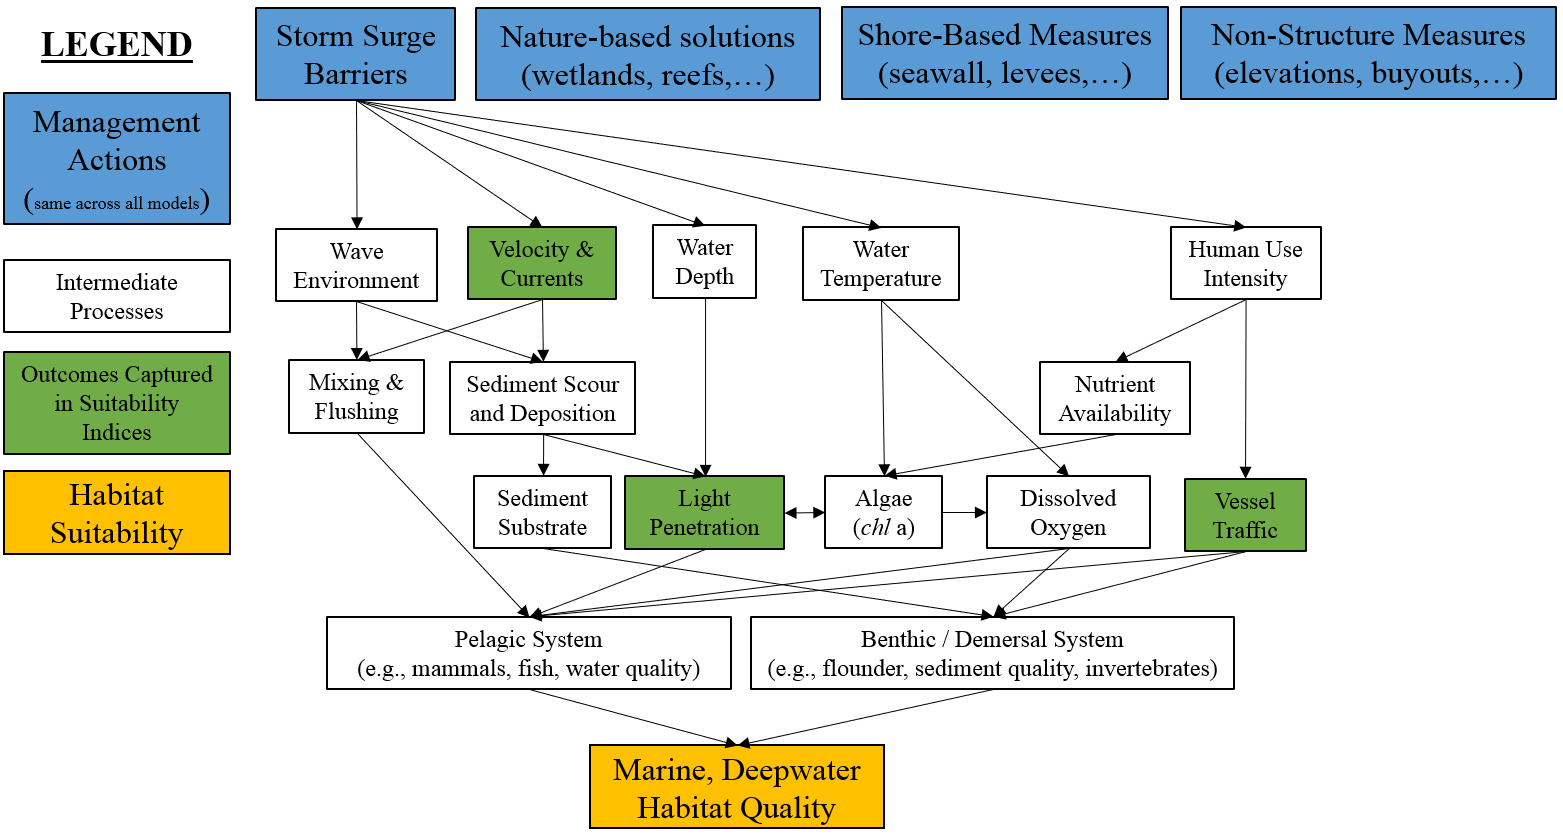 LEGEND
Management
Actions
(same across all models)
Intermediate
Processes
Outcomes Captured
in Suitability
Indices
Habitat
Suitability
Storm Surge
Barriers
Nature-based solutions
(wetlands, reefs,…)
Shore-Based Measures
(seawall, levees,…)
Non-Structure Measures
(elevations, buyouts,…)
Wave
Environment
Velocity &
Currents
Water
Depth
Water
Temperature
Human Use
Intensity
Mixing &
Flushing
Sediment Scour
and Deposition
Nutrient
Availability
Sediment
Substrate
Light
Penetration
Algae
(chl a)
Dissolved
Oxygen
Vessel
Traffic
Pelagic System
(e.g., mammals, fish, water quality)
Benthic / Demersal System
(e.g., flounder, sediment quality, invertebrates)
Marine, Deepwater
Habitat Quality